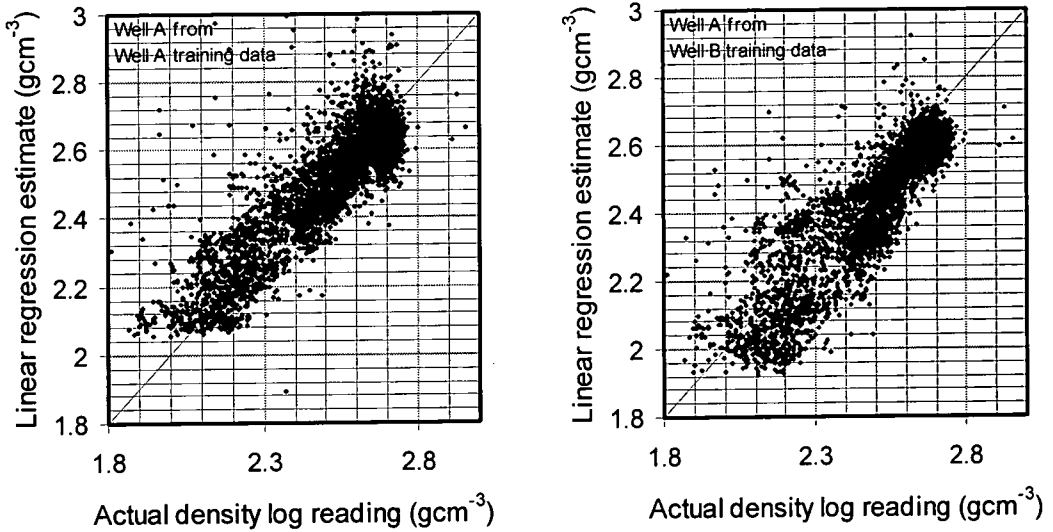 Linear regression estimate (gcm⁻³)
3
2.8
2.6
2.4
2.2
2
1.8
Well A from
Well A training data
1.8
2.3
2.8
Actual density log reading (gcm⁻³)
Linear regression estimate (gcm⁻³)
3
2.8
2.6
2.4
2.2
2
1.8
Well A from
Well B training data
1.8
2.3
2.8
Actual density log reading (gcm⁻³)